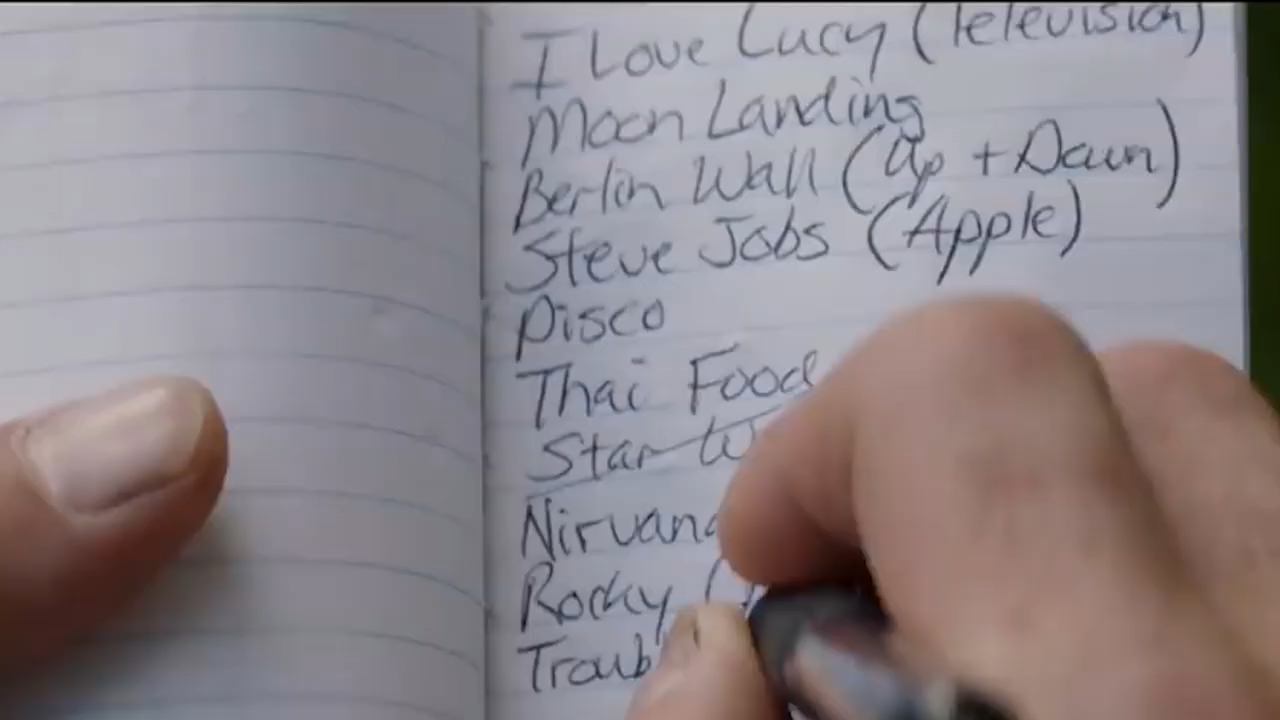 I Love Lucy (Television)
Moon Landing
Berlin Wall (Up + Down)
Steve Jobs (Apple)
Disco
Thai Food
Star
Nirvana
Rocky (